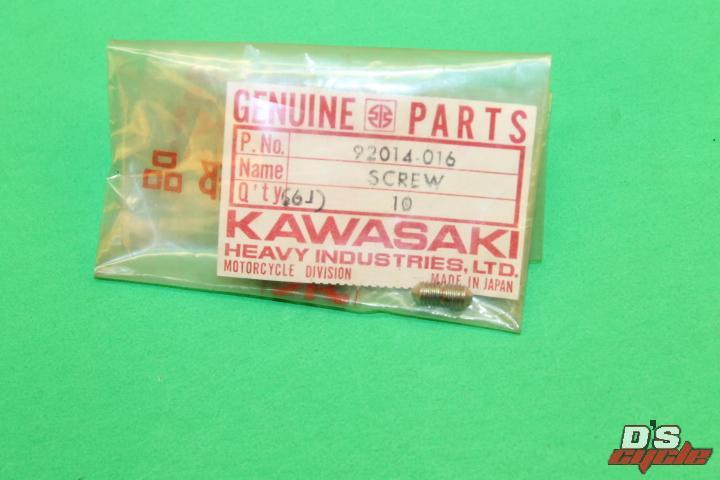 GENUINE PARTS
P. No. 92014-016
Name SCREW
Q'ty (66J) 10
KAWASAKI
HEAVY INDUSTRIES, LTD.
MOTORCYCLE DIVISION MADE IN JAPAN
D'S
cycle